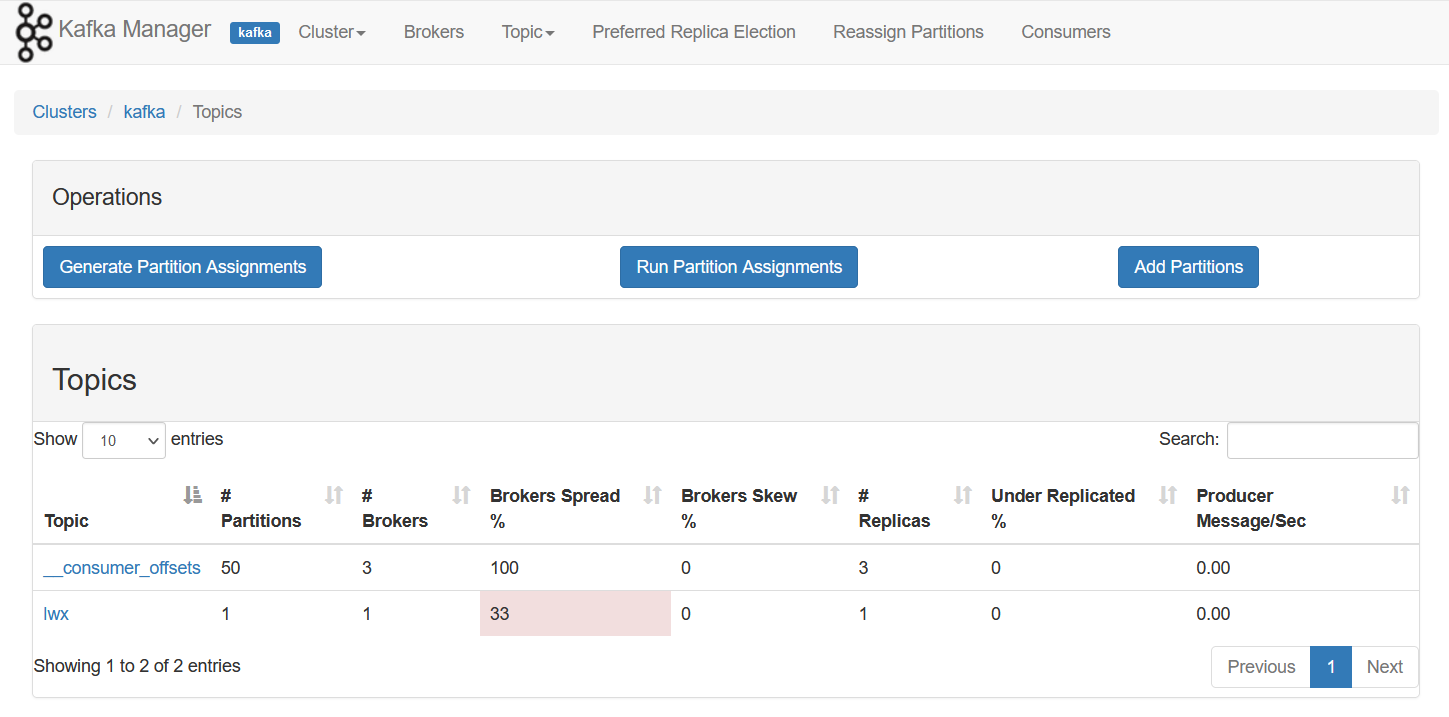 Kafka Manager kafka Cluster Brokers Topic Preferred Replica Election Reassign Partitions Consumers
Clusters / kafka / Topics
Operations
Generate Partition Assignments Run Partition Assignments Add Partitions
Topics
Show 10 entries Search:
# # Brokers Spread Brokers Skew # Under Replicated Producer
Topic Partitions Brokers % % Replicas % Message/Sec
__consumer_offsets 50 3 100 0 3 0 0.00
lwx 1 1 33 0 1 0 0.00
Showing 1 to 2 of 2 entries Previous 1 Next